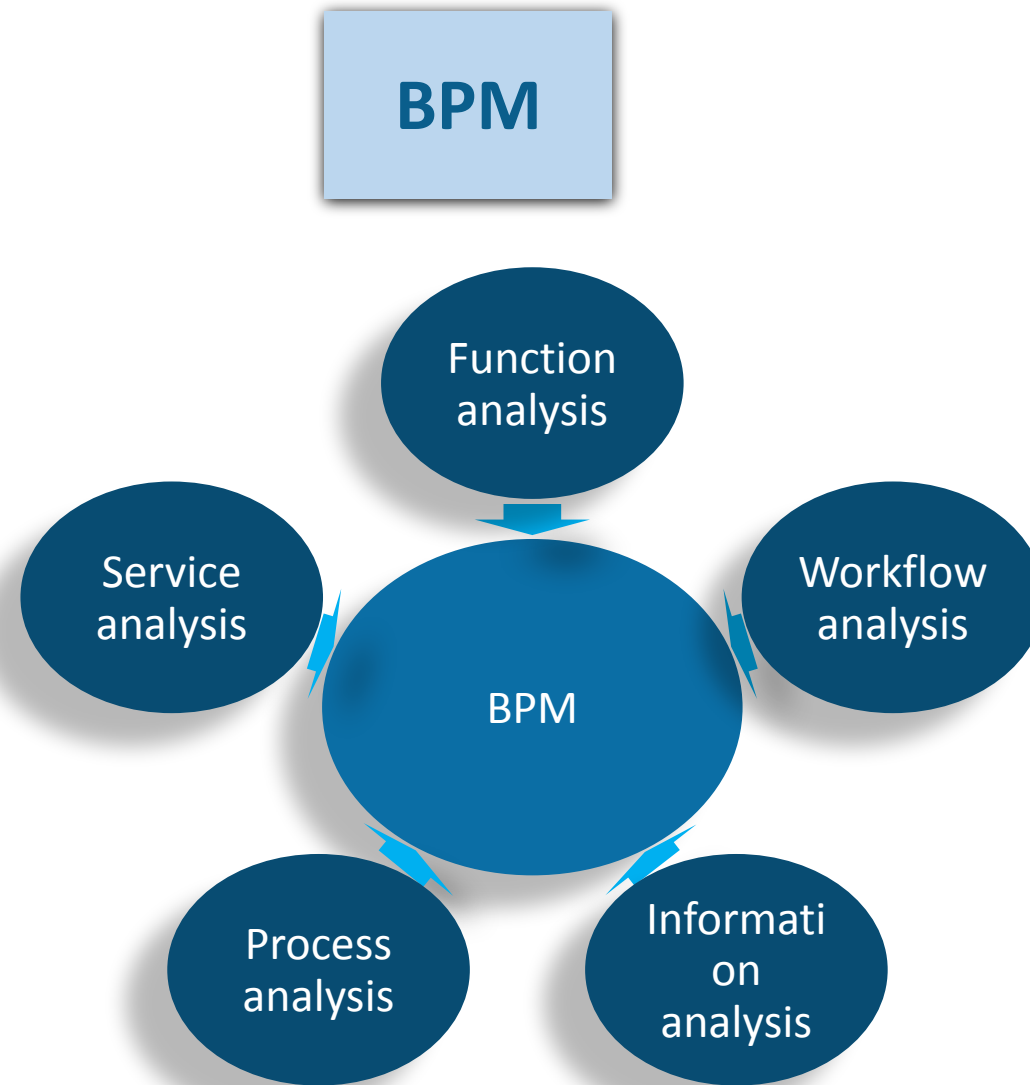 BPM
Function
analysis
Service
analysis
Workflow
analysis
BPM
Process
analysis
Informati
on
analysis